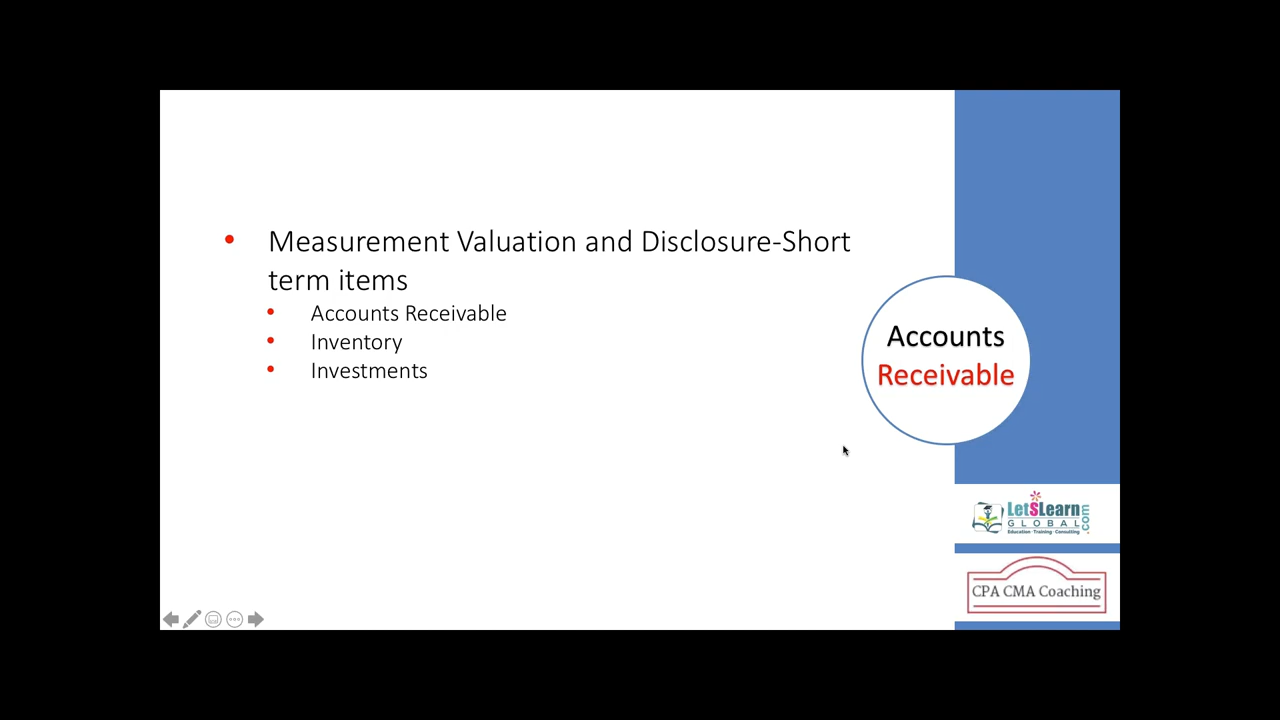 Measurement Valuation and Disclosure-Short
term items
Accounts Receivable
Inventory
Investments
Accounts
Receivable
LetSLearn
GLOBAL
.com
Education · Training · Consulting
CPA CMA Coaching